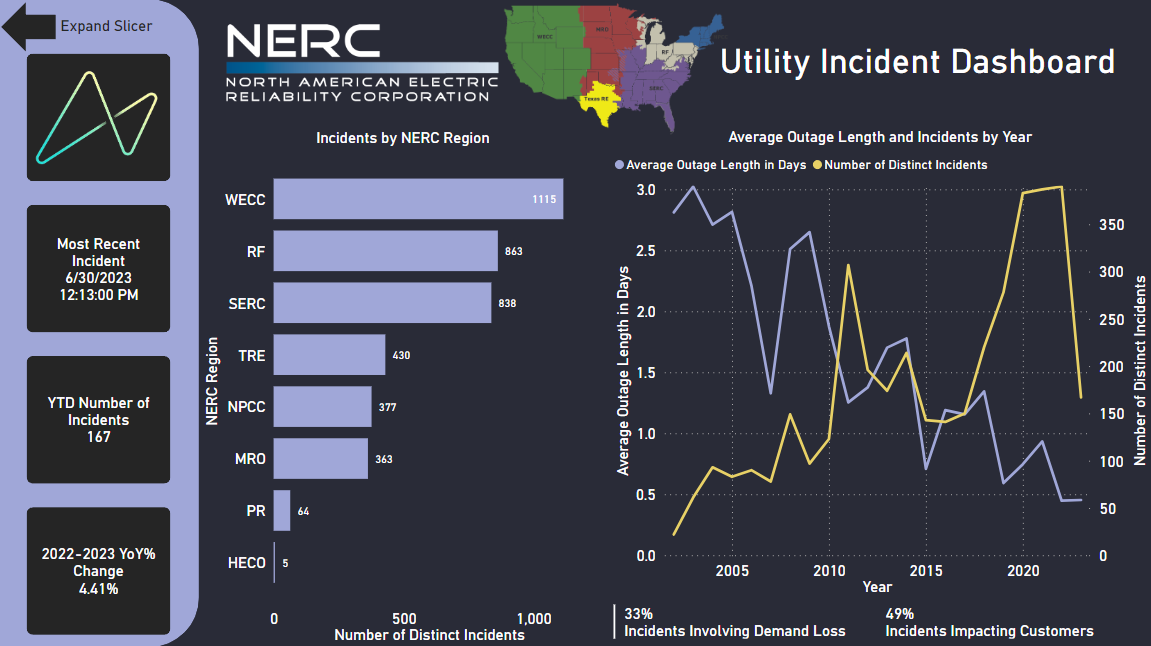 Expand Slicer
NERC
NORTH AMERICAN ELECTRIC
RELIABILITY CORPORATION
WECC
MRO
RF
SERC
Texas RE
Utility Incident Dashboard
Most Recent
Incident
6/30/2023
12:13:00 PM
YTD Number of
Incidents
167
2022-2023 YoY%
Change
4.41%
Incidents by NERC Region
NERC Region
WECC 1115
RF 863
SERC 838
TRE 430
NPCC 377
MRO 363
PR 64
HECO 5
0 500 1,000
Number of Distinct Incidents
Average Outage Length and Incidents by Year
Average Outage Length in Days Number of Distinct Incidents
Average Outage Length in Days
3.0
2.5
2.0
1.5
1.0
0.5
0.0
350
300
250
200
150
100
50
0
Number of Distinct Incidents
2005 2010 2015 2020
Year
33%
Incidents Involving Demand Loss
49%
Incidents Impacting Customers